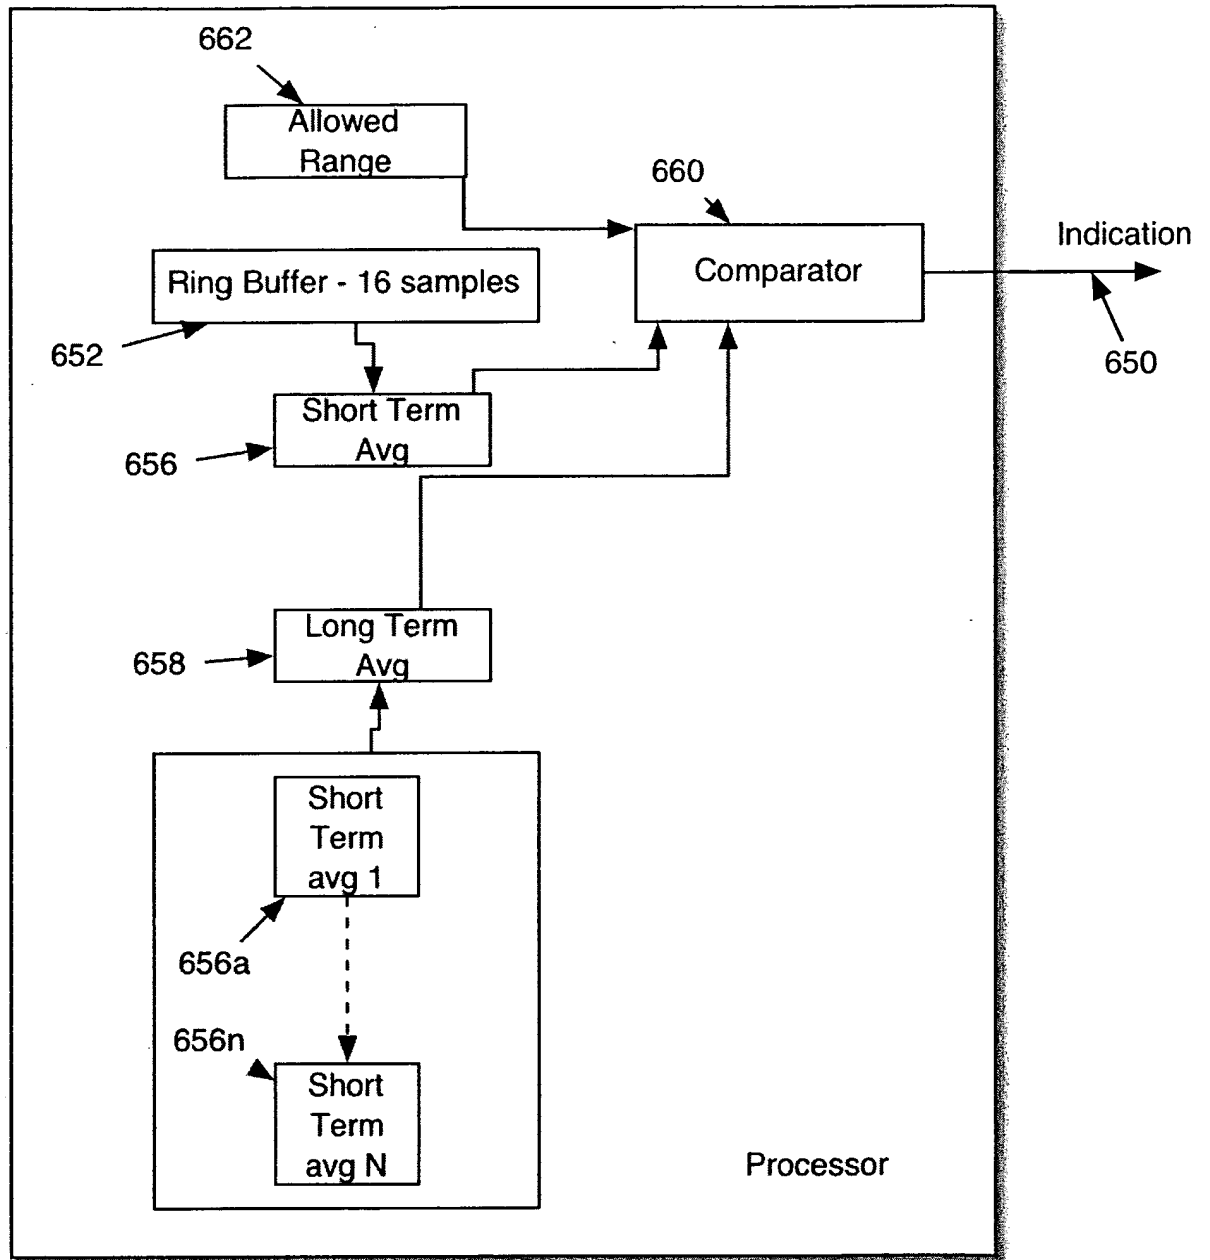 662
Allowed
Range
660
Comparator
Indication
650
Ring Buffer - 16 samples
652
Short Term
Avg
656
Long Term
Avg
658
Short
Term
avg 1
656a
656n
Short
Term
avg N
Processor